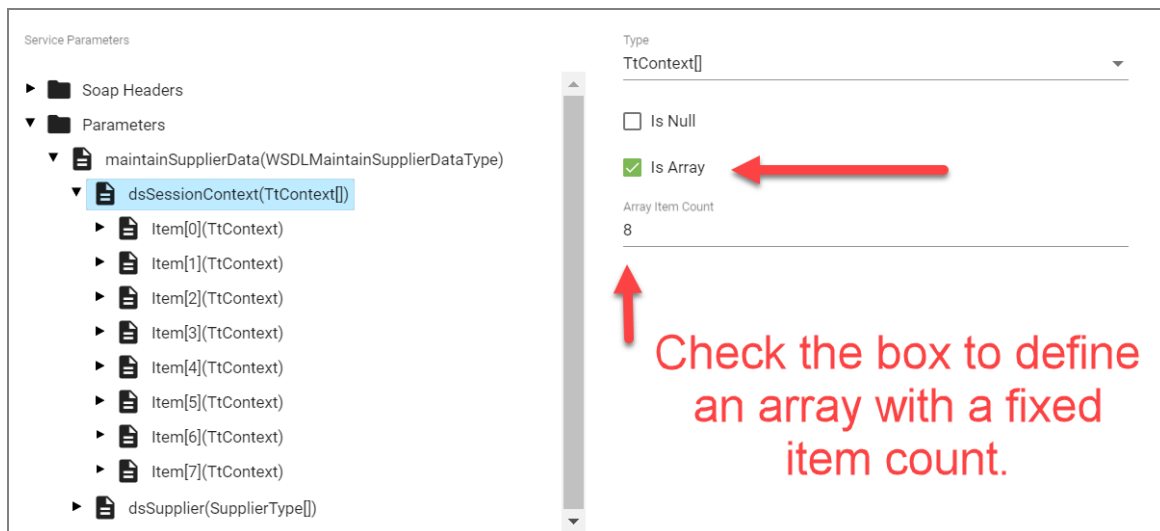 Service Parameters
Soap Headers
Parameters
maintainSupplierData(WSDLMaintainSupplierDataType)
dsSessionContext(TtContext[])
Item[0](TtContext)
Item[1](TtContext)
Item[2](TtContext)
Item[3](TtContext)
Item[4](TtContext)
Item[5](TtContext)
Item[6](TtContext)
Item[7](TtContext)
dsSupplier(SupplierType[])
Type
TtContext[]
Is Null
Is Array
Array Item Count
8
Check the box to define
an array with a fixed
item count.